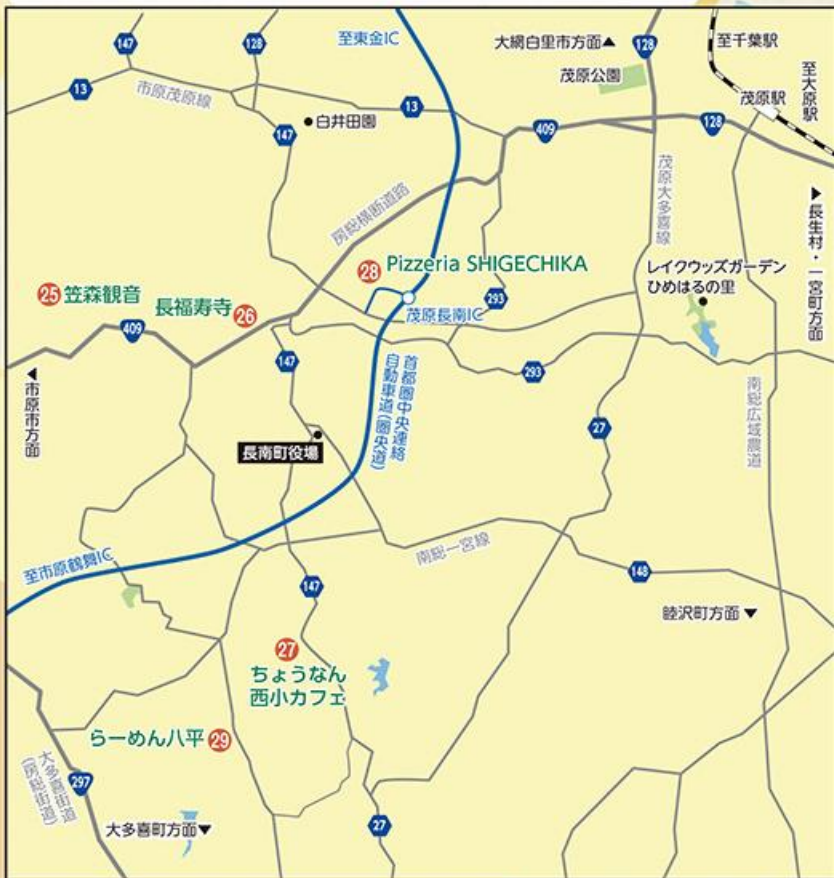 至東金IC
大網白里市方面▲
128
至千葉駅
147
128
茂原公園
至大原駅
13
市原茂原線
13
茂原駅
147
●白井田園
409
128
房総横断道路
茂原大多喜線
▶長生村・一宮町方面
28 Pizzeria SHIGECHIKA
レイクウッズガーデン
ひめはるの里
25 笠森観音
長福寿寺 26
293
茂原長南IC
409
147
293
◀市原市方面
首都圏中央連絡
自動車道(圏央道)
南総広域農道
27
長南町役場
南総一宮線
至市原鶴舞IC
148
147
睦沢町方面▼
27
ちょうなん
西小カフェ
らーめん八平 29
大多喜街道
(房総街道)
297
大多喜町方面▼
27